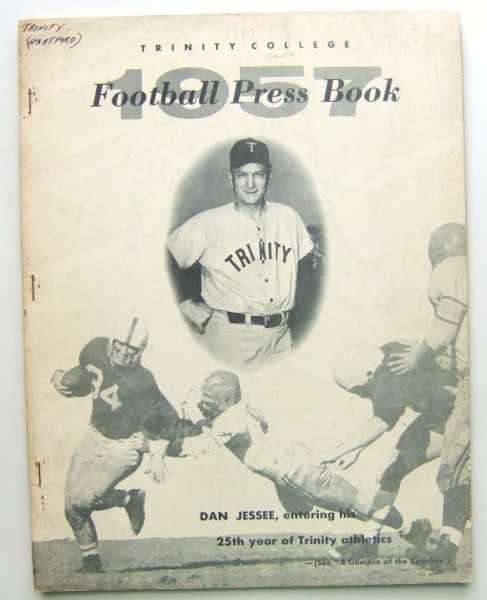 TRINITY
(HARTFORD)
TRINITY COLLEGE
1957
Football Press Book
T
TRINITY
34
DAN JESSEE, entering his
25th year of Trinity athletics
—(See "A Glimpse at the Coaches")